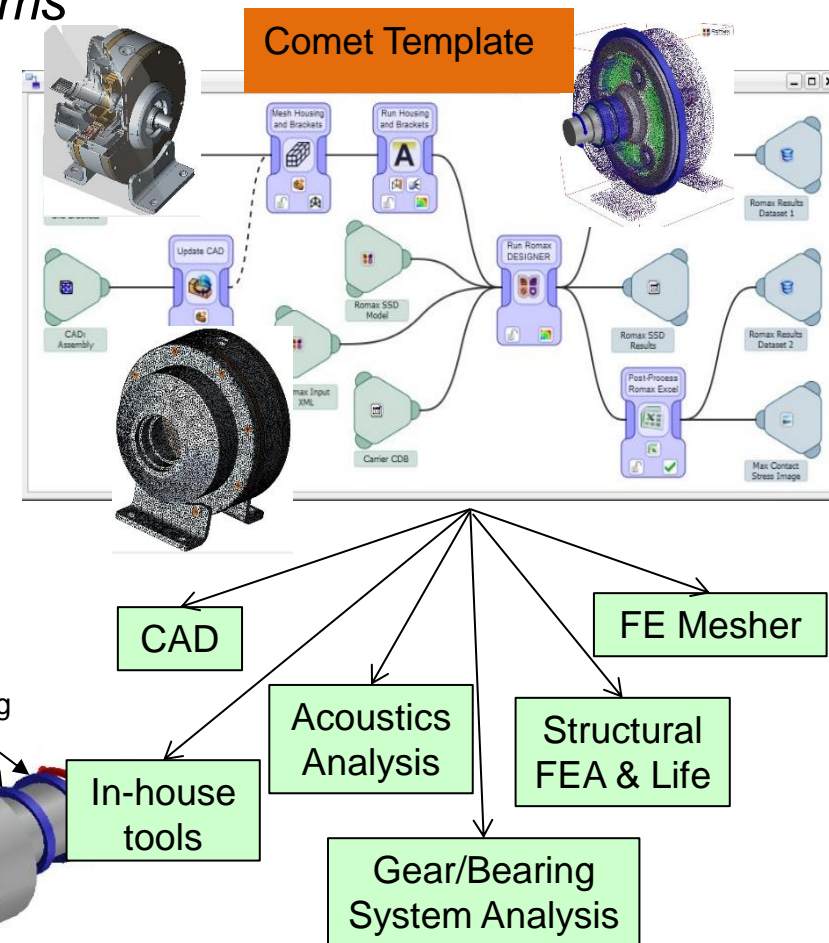 Comet Template
Romax
Mesh Housing
and Brackets
Run Housing
and Brackets
Romax Results
Dataset 1
Update CAD
Run Romax
DESIGNER
Romax SSD
Model
CAD:
Assembly
Romax SSD
Results
Romax Results
Dataset 2
XML
Post-Process
Romax Excel
Carrier CDB
Max Contact
Stress Image
CAD
FE Mesher
Acoustics
Analysis
Structural
FEA & Life
In-house
tools
Gear/Bearing
System Analysis